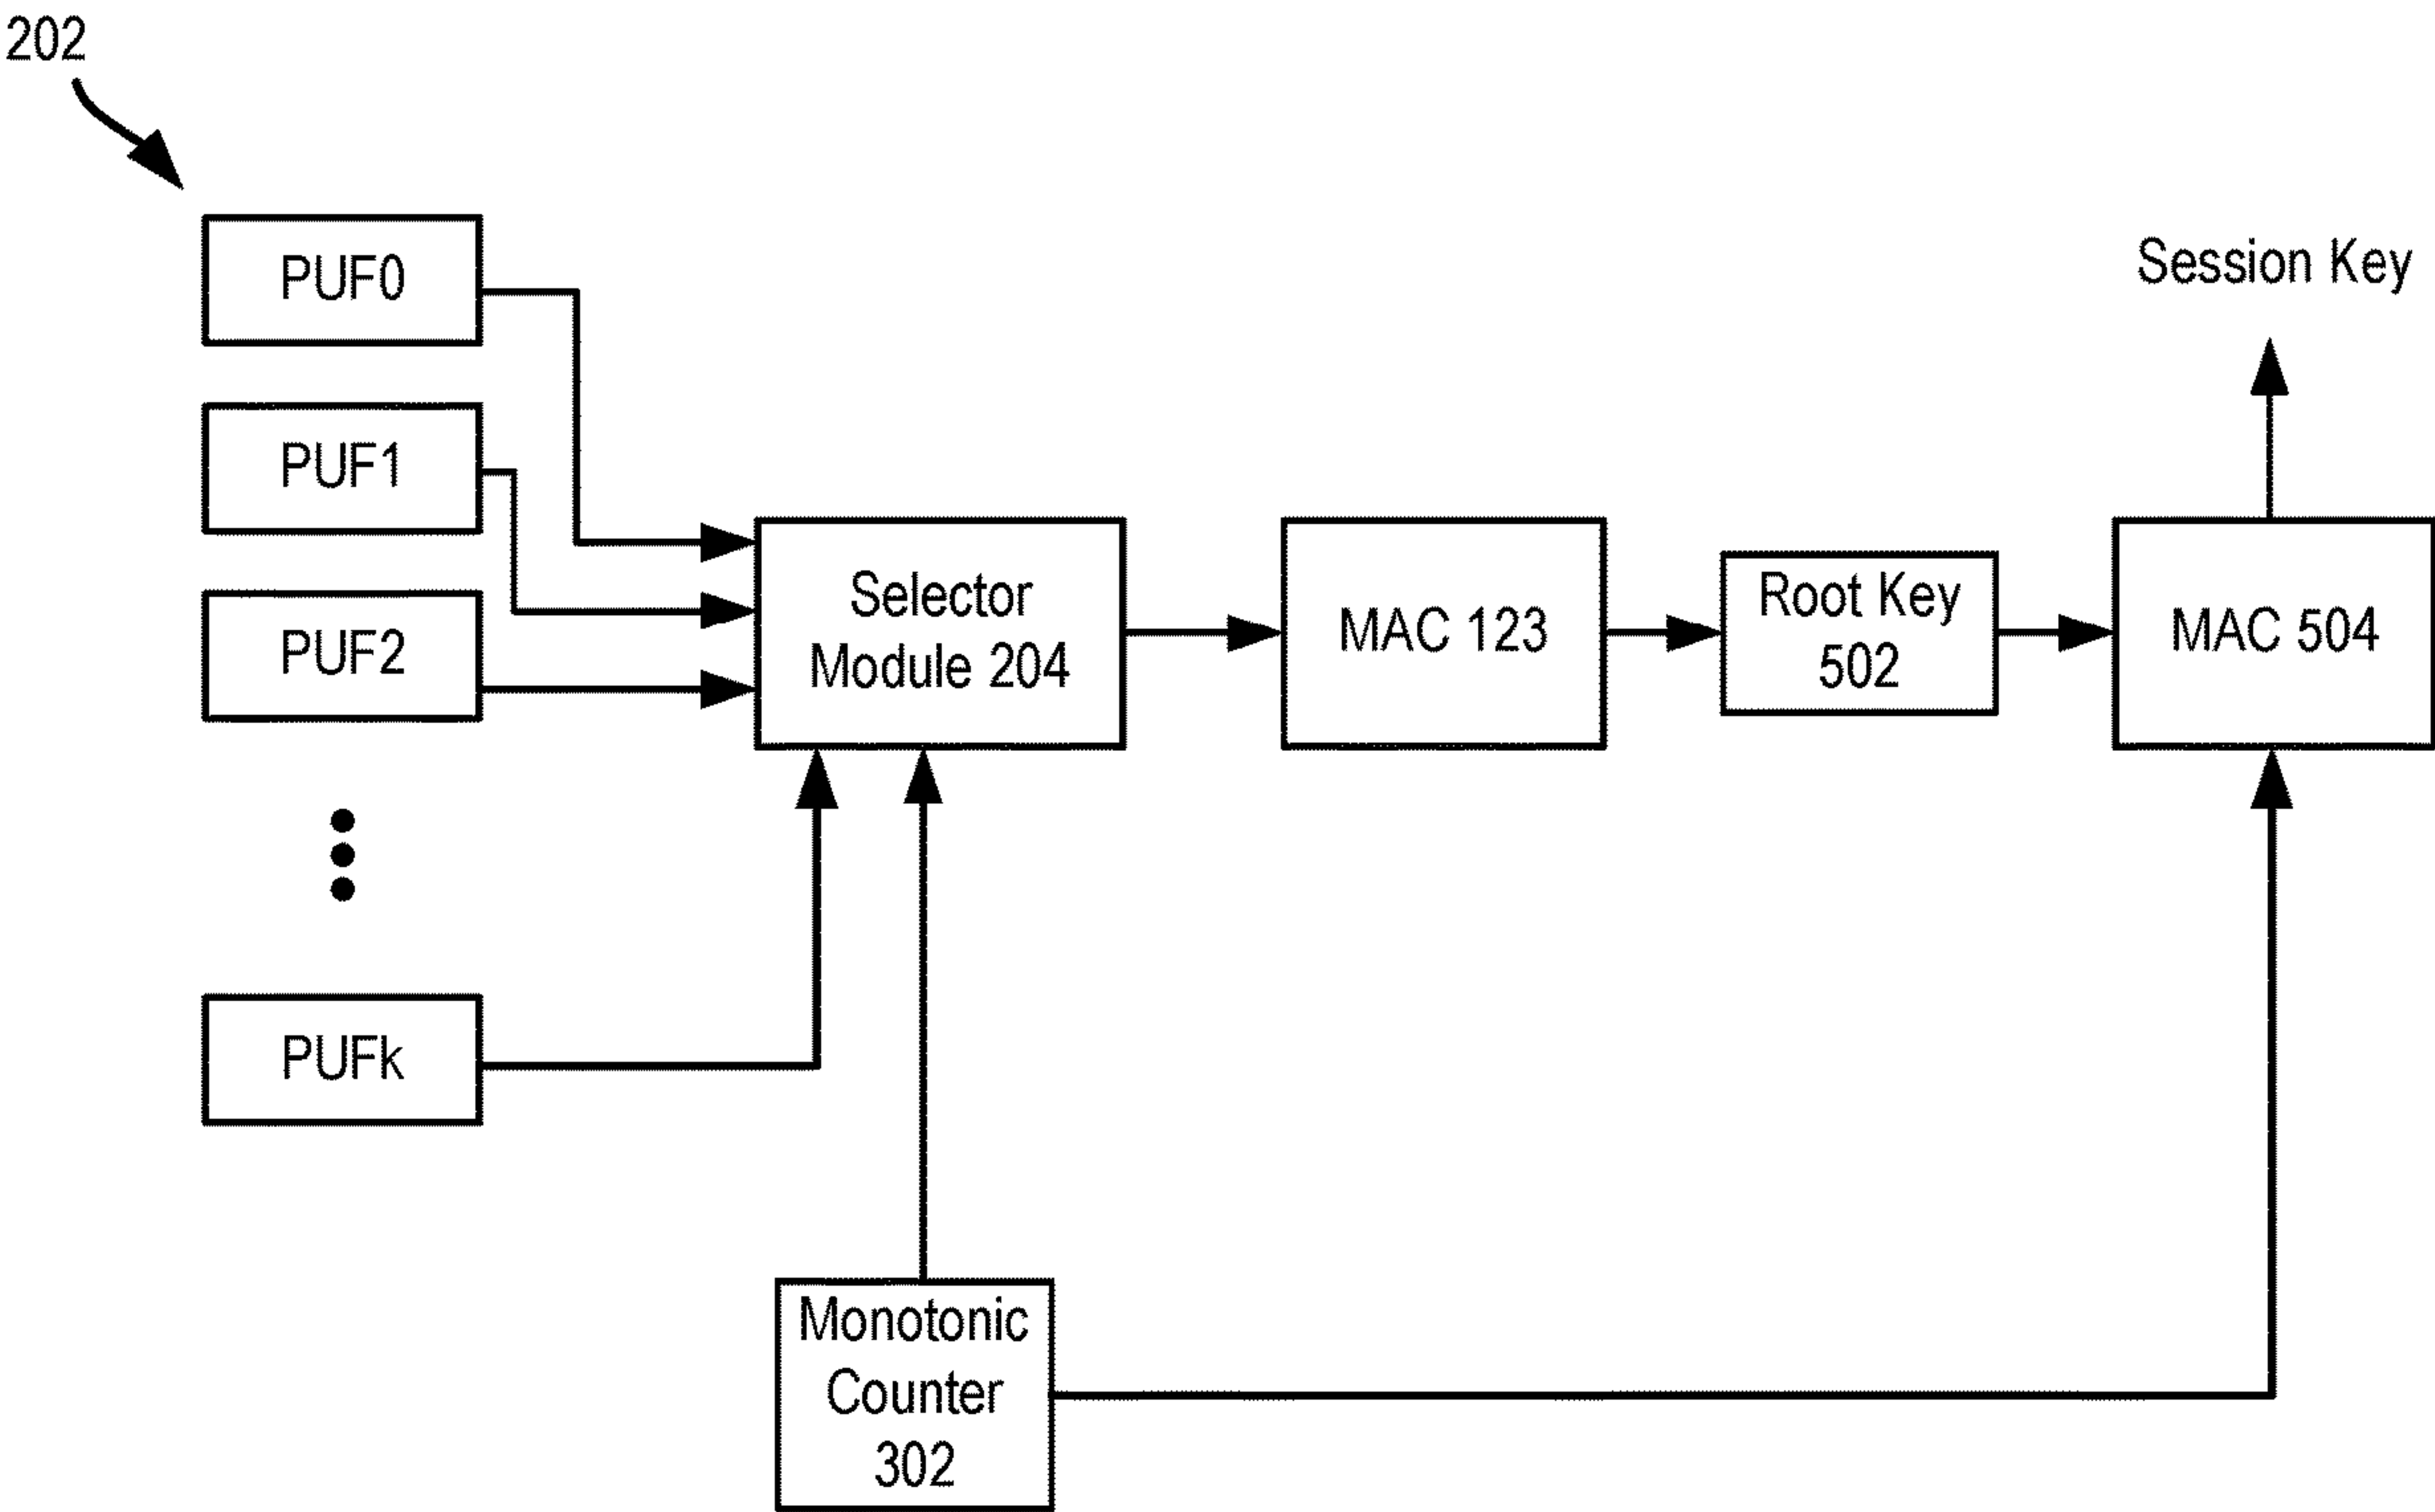 202
PUF0
PUF1
PUF2
PUFk
Selector
Module 204
Monotonic
Counter
302
MAC 123
Root Key
502
MAC 504
Session Key